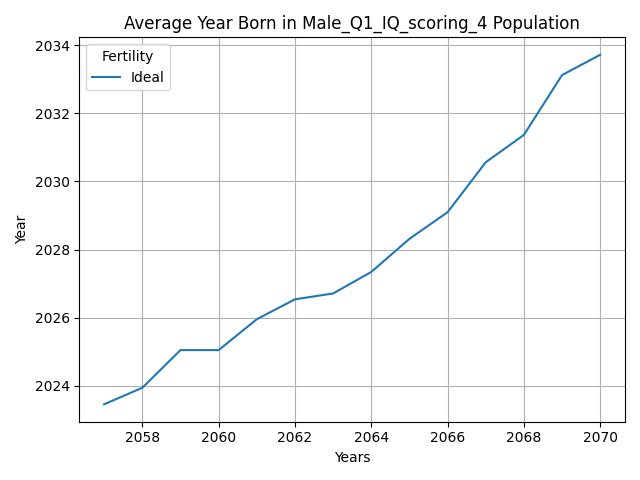 Average Year Born in Male_Q1_IQ_scoring_4 Population
Fertility
Ideal
2034
2032
2030
2028
2026
2024
Year
2058 2060 2062 2064 2066 2068 2070
Years